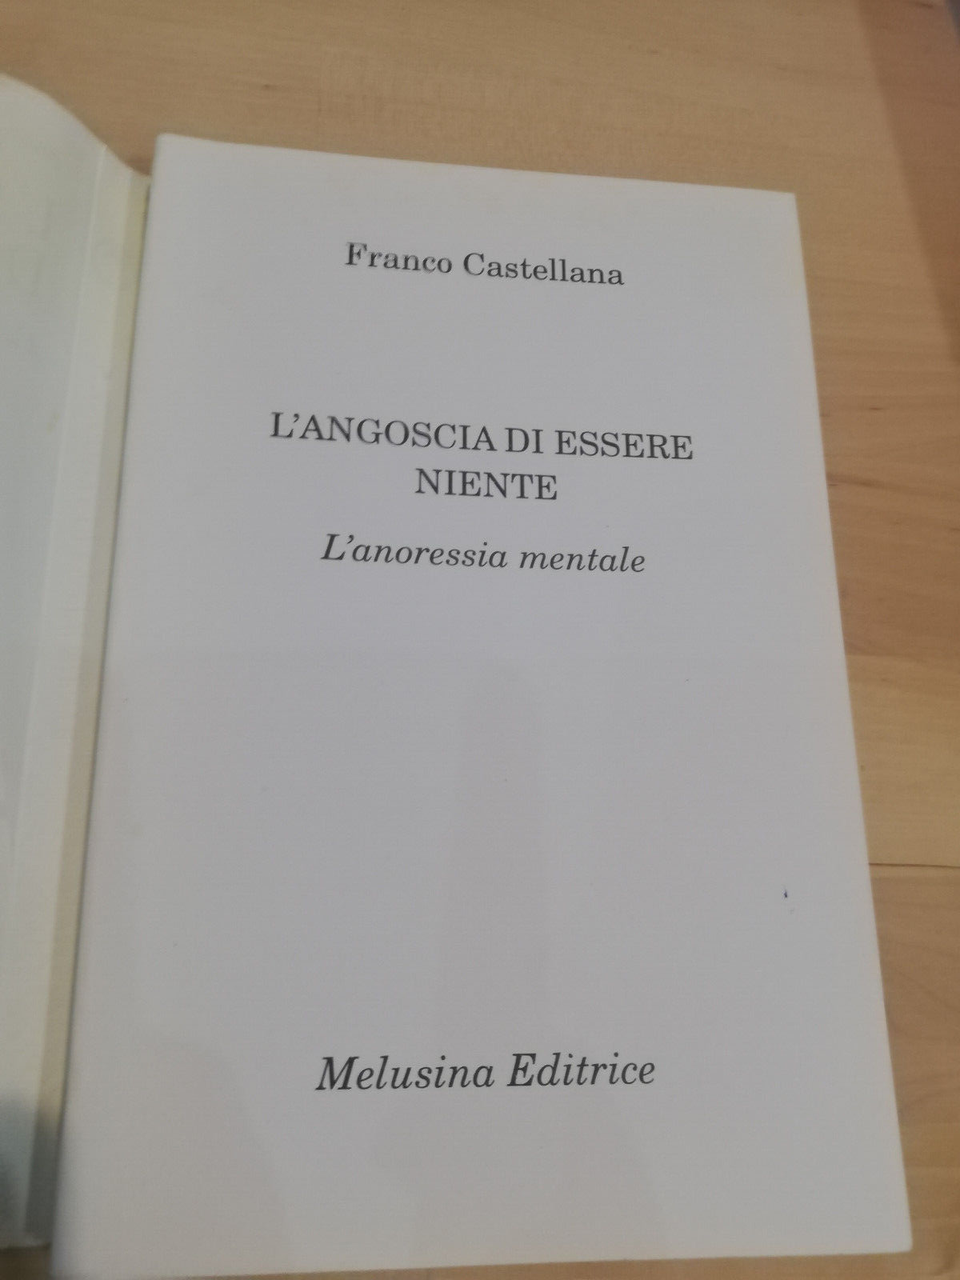 Franco Castellana
L'ANGOSCIA DI ESSERE
NIENTE
L'anoressia mentale
Melusina Editrice